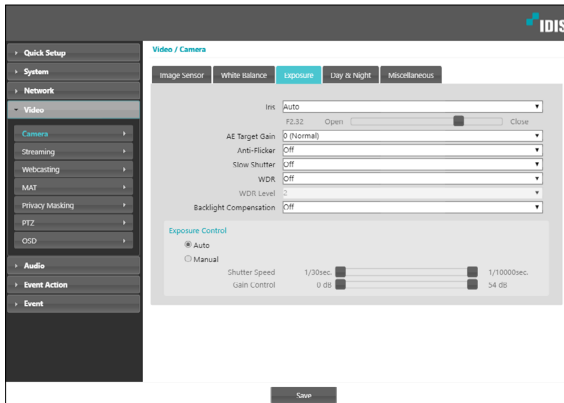 IDIS
Quick Setup
System
Network
Video
Camera
Streaming
Webcasting
MAT
Privacy Masking
PTZ
OSD
Audio
Event Action
Event
Video / Camera
Image Sensor White Balance Exposure Day & Night Miscellaneous
Iris Auto
F2.32 Open Close
AE Target Gain 0 (Normal)
Anti-Flicker Off
Slow Shutter Off
WDR Off
WDR Level 2
Backlight Compensation Off
Exposure Control
Auto
Manual
Shutter Speed 1/30sec. 1/10000sec.
Gain Control 0 dB 54 dB
Save